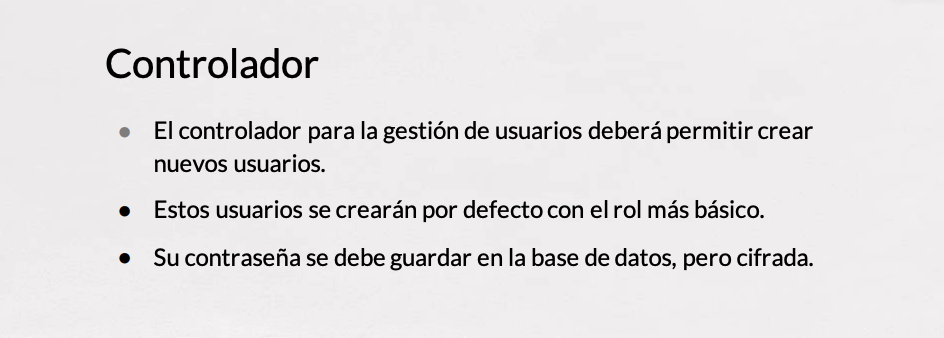 Controlador
● El controlador para la gestión de usuarios deberá permitir crear
nuevos usuarios.
● Estos usuarios se crearán por defecto con el rol más básico.
● Su contraseña se debe guardar en la base de datos, pero cifrada.